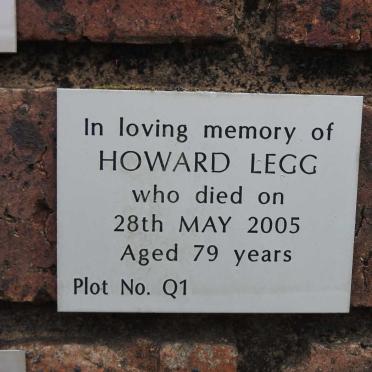 In loving memory of
HOWARD LEGG
who died on
28th MAY 2005
Aged 79 years
Plot No. Q1